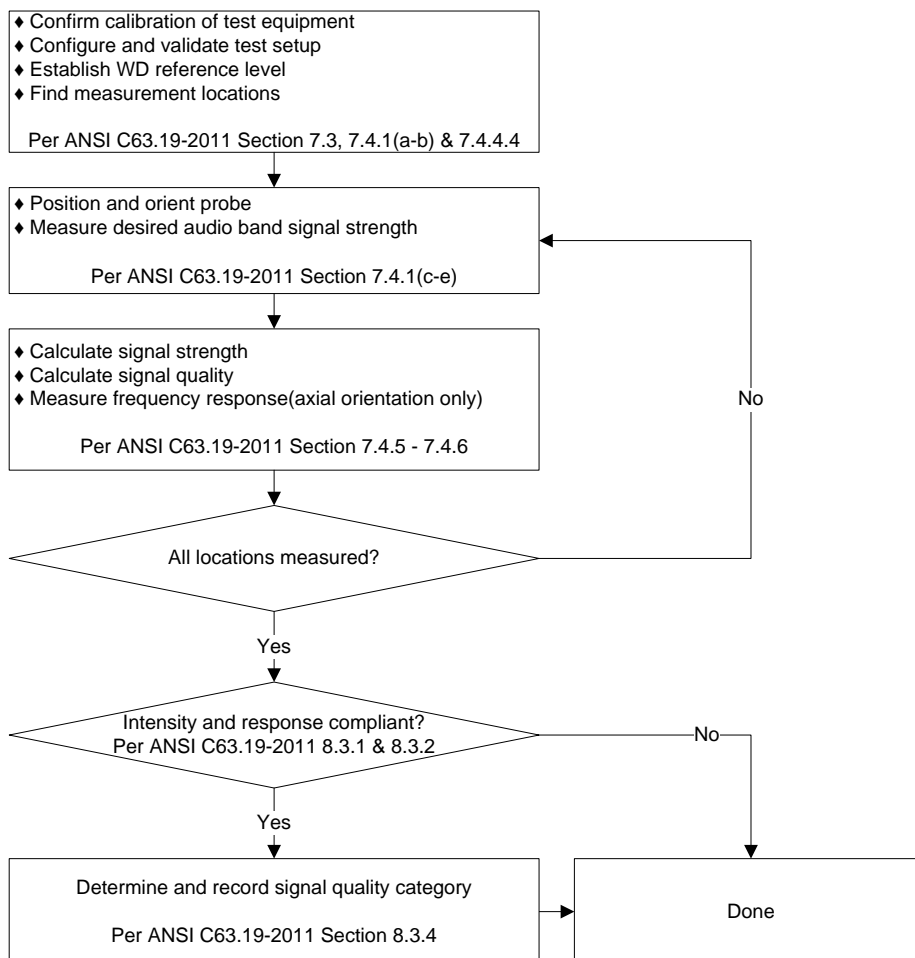 ♦ Confirm calibration of test equipment
♦ Configure and validate test setup
♦ Establish WD reference level
♦ Find measurement locations
Per ANSI C63.19-2011 Section 7.3, 7.4.1(a-b) & 7.4.4.4
♦ Position and orient probe
♦ Measure desired audio band signal strength
Per ANSI C63.19-2011 Section 7.4.1(c-e)
♦ Calculate signal strength
♦ Calculate signal quality
♦ Measure frequency response(axial orientation only)
Per ANSI C63.19-2011 Section 7.4.5 - 7.4.6
No
All locations measured?
Yes
Intensity and response compliant?
Per ANSI C63.19-2011 8.3.1 & 8.3.2
No
Yes
Determine and record signal quality category
Per ANSI C63.19-2011 Section 8.3.4
Done